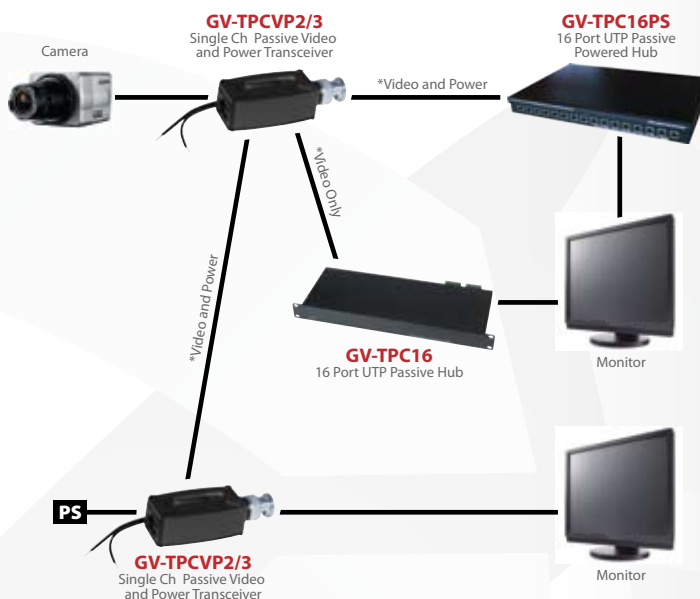 GV-TPCVP2/3
Single Ch Passive Video
and Power Transceiver
GV-TPC16PS
16 Port UTP Passive
Powered Hub
Camera
*Video and Power
*Video Only
*Video and Power
GV-TPC16
16 Port UTP Passive Hub
Monitor
PS
GV-TPCVP2/3
Single Ch Passive Video
and Power Transceiver
Monitor